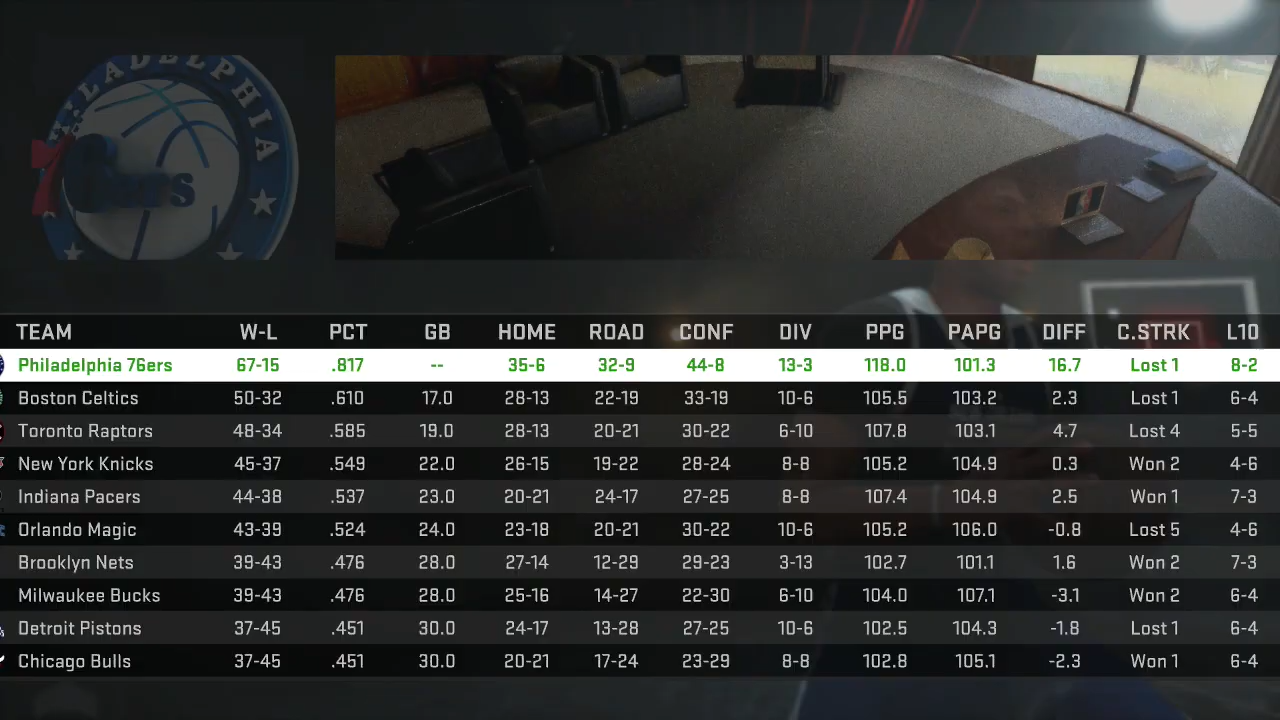 PHILADELPHIA
76ers
TEAM W-L PCT GB HOME ROAD CONF DIV PPG PAPG DIFF C.STRK L10
Philadelphia 76ers 67-15 .817 -- 35-6 32-9 44-8 13-3 118.0 101.3 16.7 Lost 1 8-2
Boston Celtics 50-32 .610 17.0 28-13 22-19 33-19 10-6 105.5 103.2 2.3 Lost 1 6-4
Toronto Raptors 48-34 .585 19.0 28-13 20-21 30-22 6-10 107.8 103.1 4.7 Lost 4 5-5
New York Knicks 45-37 .549 22.0 26-15 19-22 28-24 8-8 105.2 104.9 0.3 Won 2 4-6
Indiana Pacers 44-38 .537 23.0 20-21 24-17 27-25 8-8 107.4 104.9 2.5 Won 1 7-3
Orlando Magic 43-39 .524 24.0 23-18 20-21 30-22 10-6 105.2 106.0 -0.8 Lost 5 4-6
Brooklyn Nets 39-43 .476 28.0 27-14 12-29 29-23 3-13 102.7 101.1 1.6 Won 2 7-3
Milwaukee Bucks 39-43 .476 28.0 25-16 14-27 22-30 6-10 104.0 107.1 -3.1 Won 2 6-4
Detroit Pistons 37-45 .451 30.0 24-17 13-28 27-25 10-6 102.5 104.3 -1.8 Lost 1 6-4
Chicago Bulls 37-45 .451 30.0 20-21 17-24 23-29 8-8 102.8 105.1 -2.3 Won 1 6-4